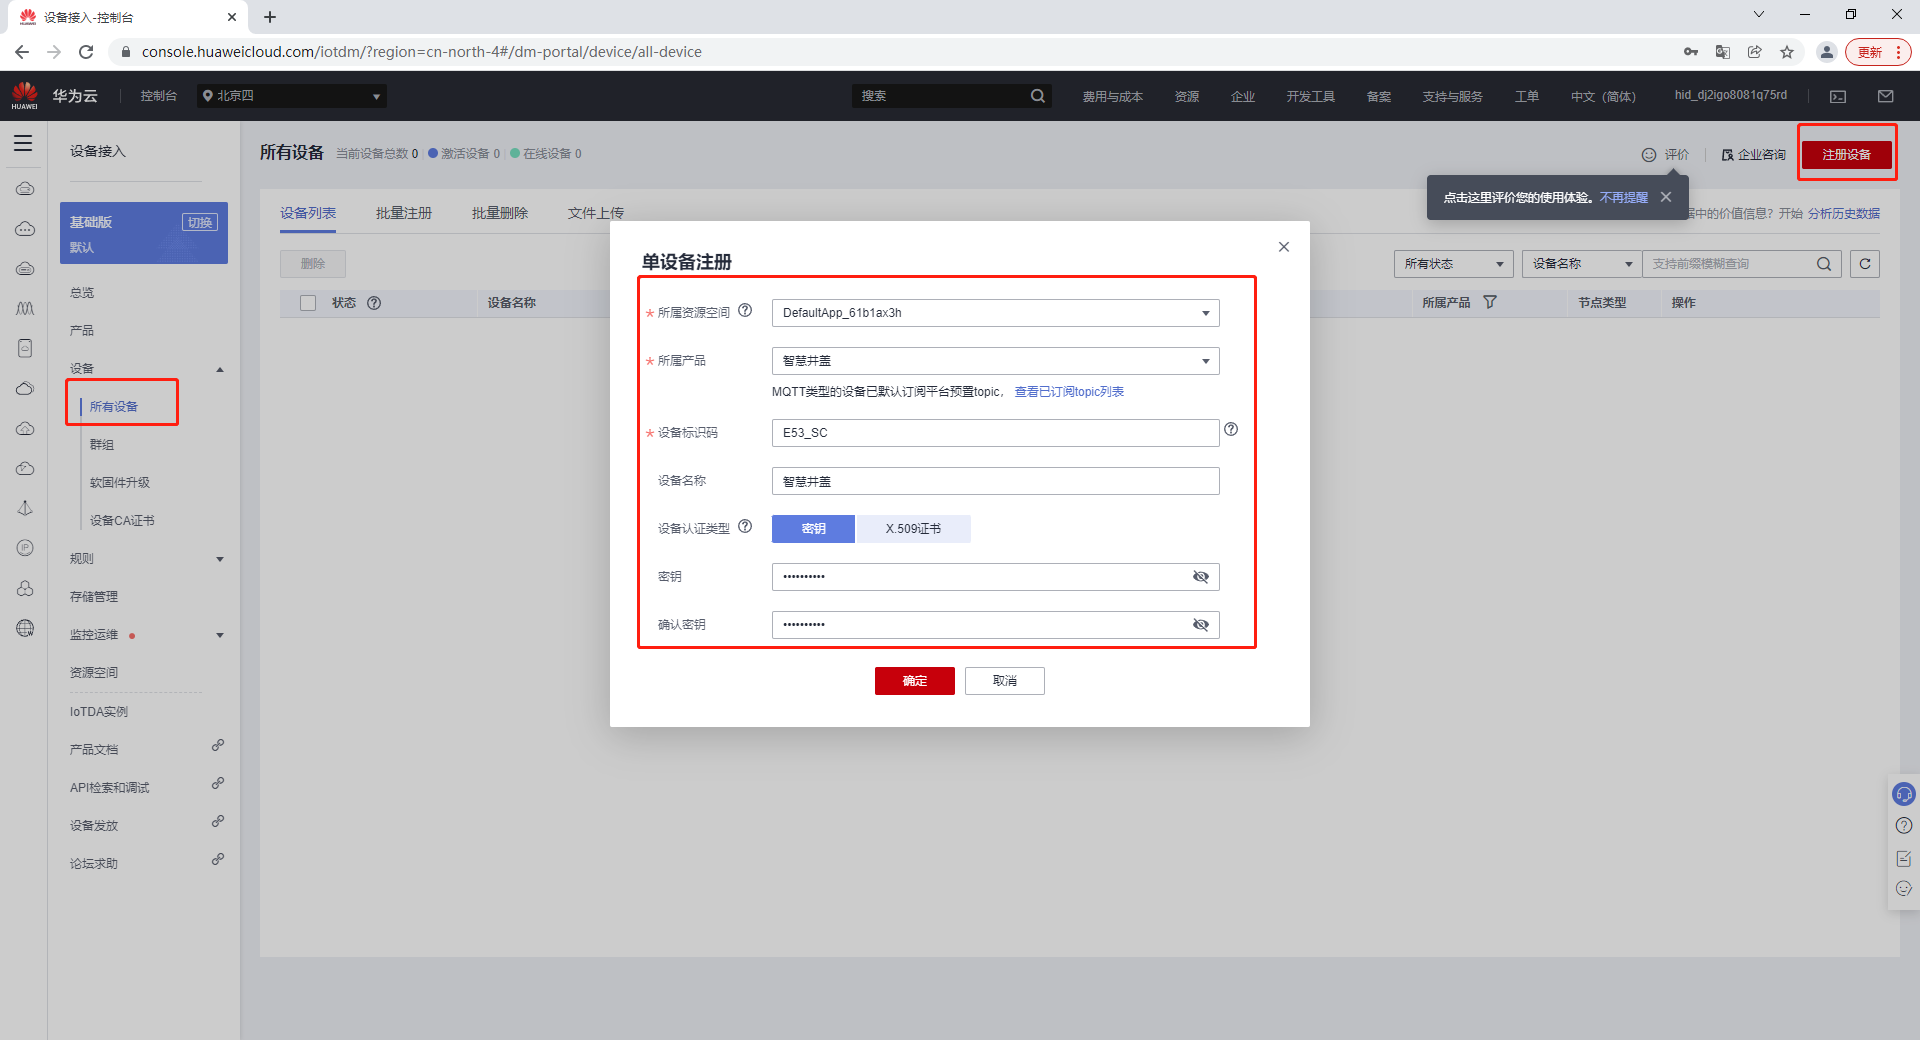 设备接入-控制台
console.huaweicloud.com/iotdm/?region=cn-north-4#/dm-portal/device/all-device
更新
HUAWEI
华为云
控制台
北京四
搜索
费用与成本
资源
企业
开发工具
备案
支持与服务
工单
中文（简体）
hid_dj2igo8081q75rd
设备接入
所有设备 当前设备总数 0 激活设备 0 在线设备 0
评价
企业咨询
注册设备
点击这里评价您的使用体验。不再提醒
据中的价值信息？开始 分析历史数据
基础版 切换
默认
设备列表
批量注册
批量删除
文件上传
删除
所有状态
设备名称
支持前缀模糊查询
状态
设备名称
所属产品
节点类型
操作
总览
产品
设备
所有设备
群组
软固件升级
设备CA证书
规则
存储管理
监控运维
资源空间
IoTDA实例
产品文档
API检索和调试
设备发放
论坛求助
IP
单设备注册
* 所属资源空间 DefaultApp_61b1ax3h
* 所属产品 智慧井盖
MQTT类型的设备已默认订阅平台预置topic， 查看已订阅topic列表
* 设备标识码 E53_SC
设备名称 智慧井盖
设备认证类型 密钥 X.509证书
密钥 ••••••••••
确认密钥 ••••••••••
确定 取消